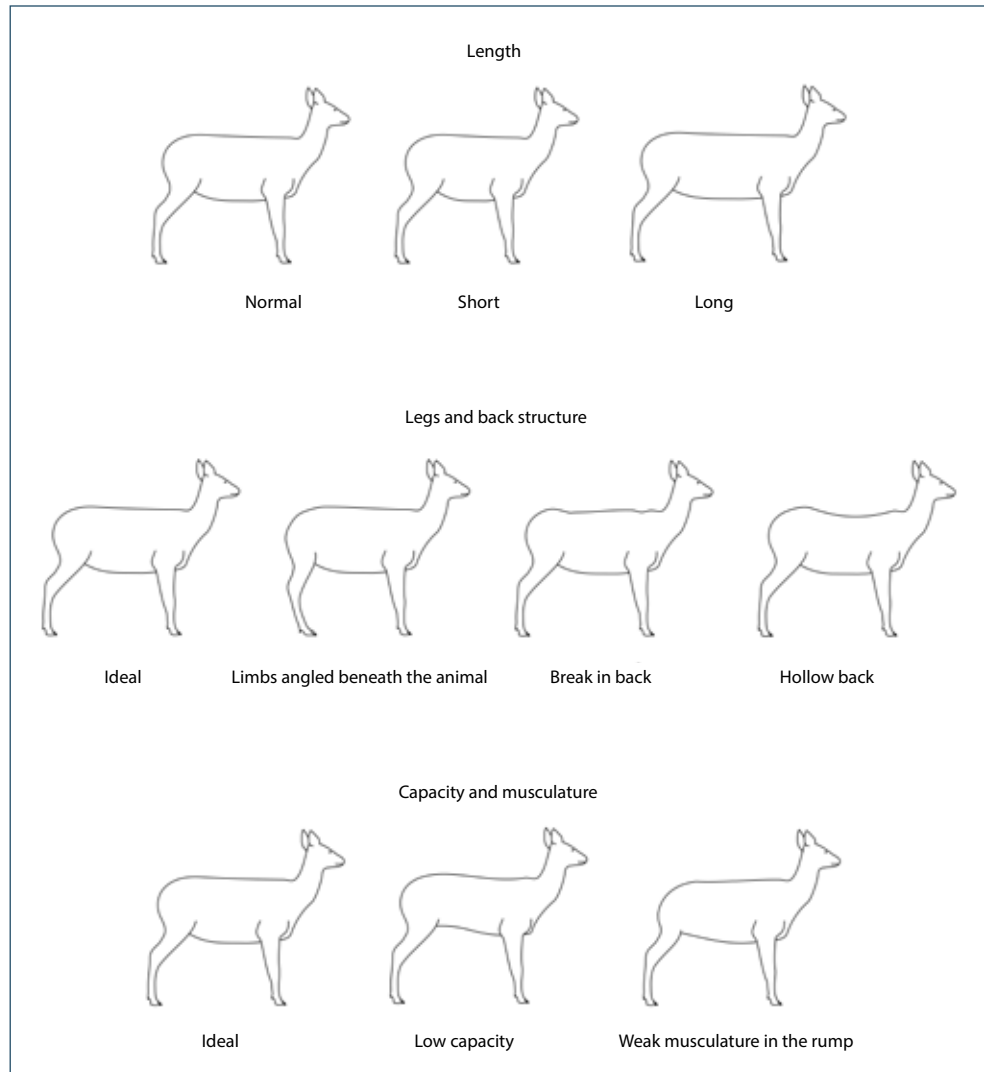 Length
Normal Short Long
Legs and back structure
Ideal Limbs angled beneath the animal Break in back Hollow back
Capacity and musculature
Ideal Low capacity Weak musculature in the rump